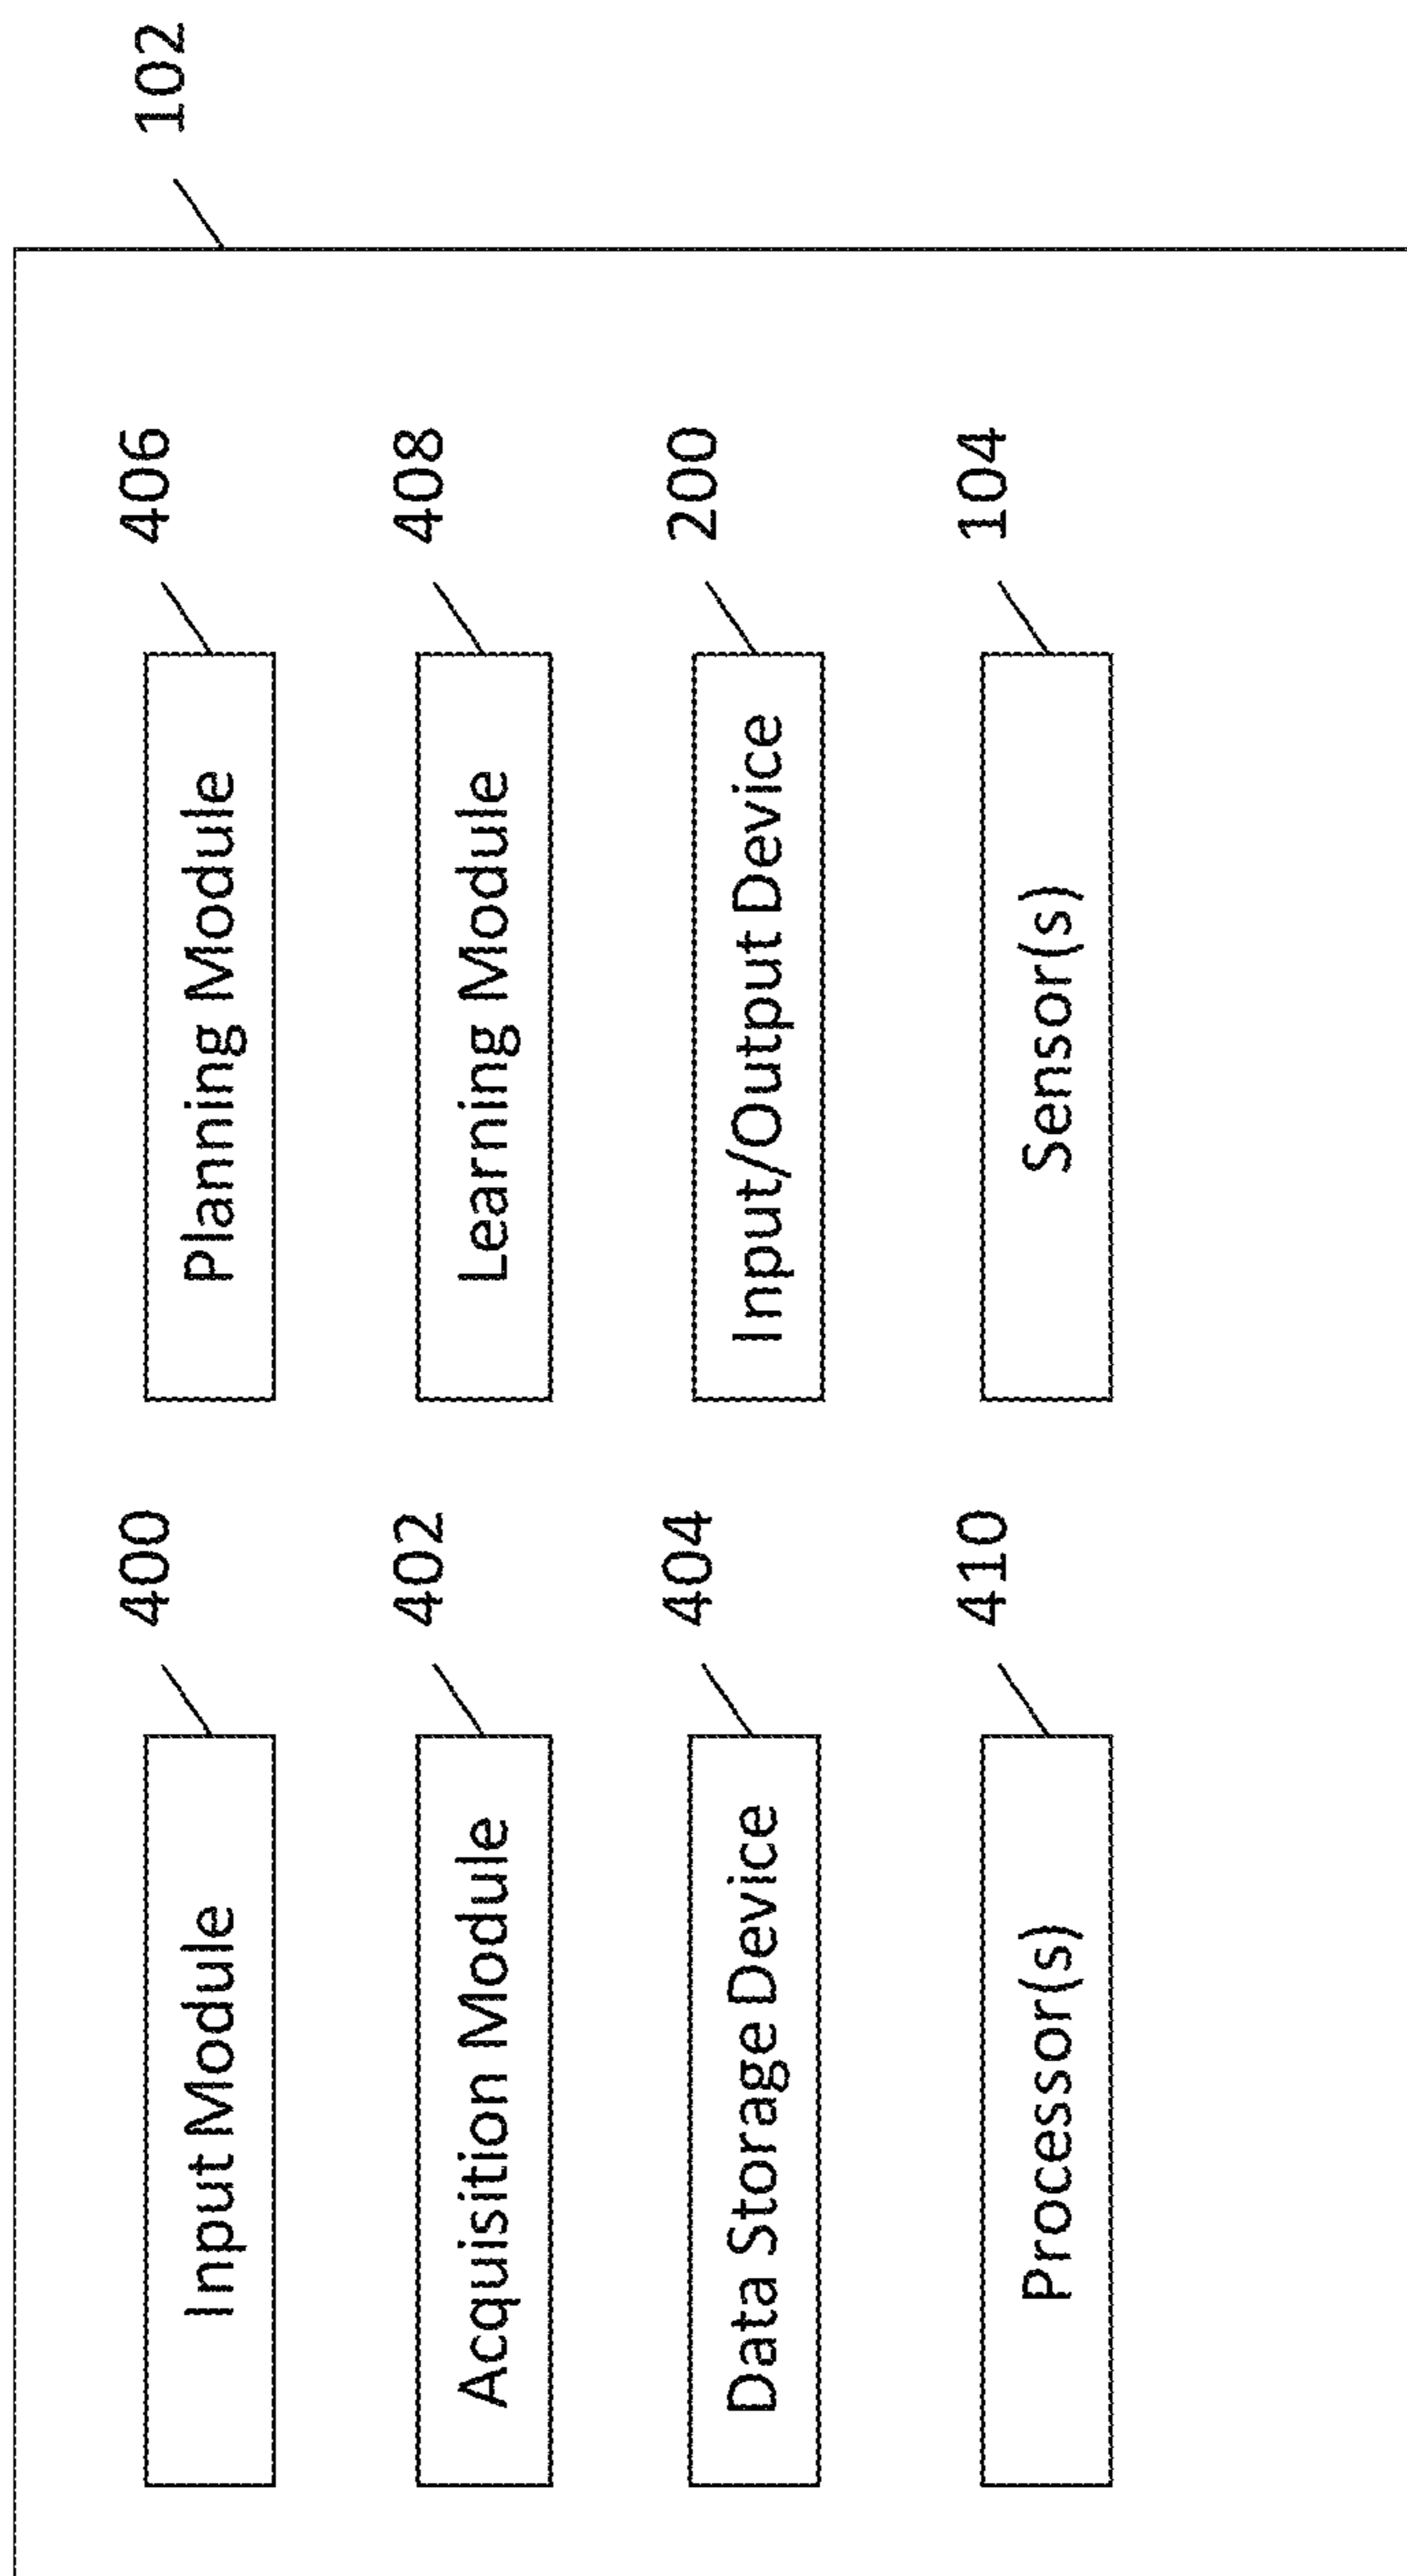 102
400
406
Input Module
Planning Module
402
408
Acquisition Module
Learning Module
404
200
Data Storage Device
Input/Output Device
410
104
Processor(s)
Sensor(s)